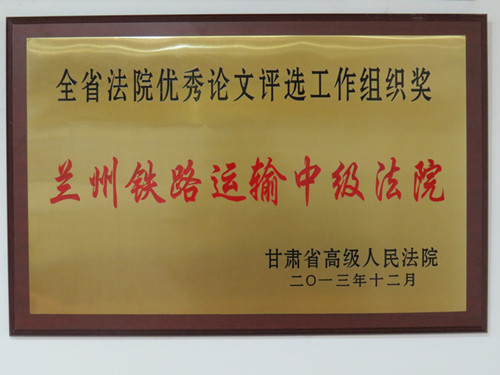 全省法院优秀论文评选工作组织奖
兰州铁路运输中级法院
甘肃省高级人民法院
二〇一三年十二月